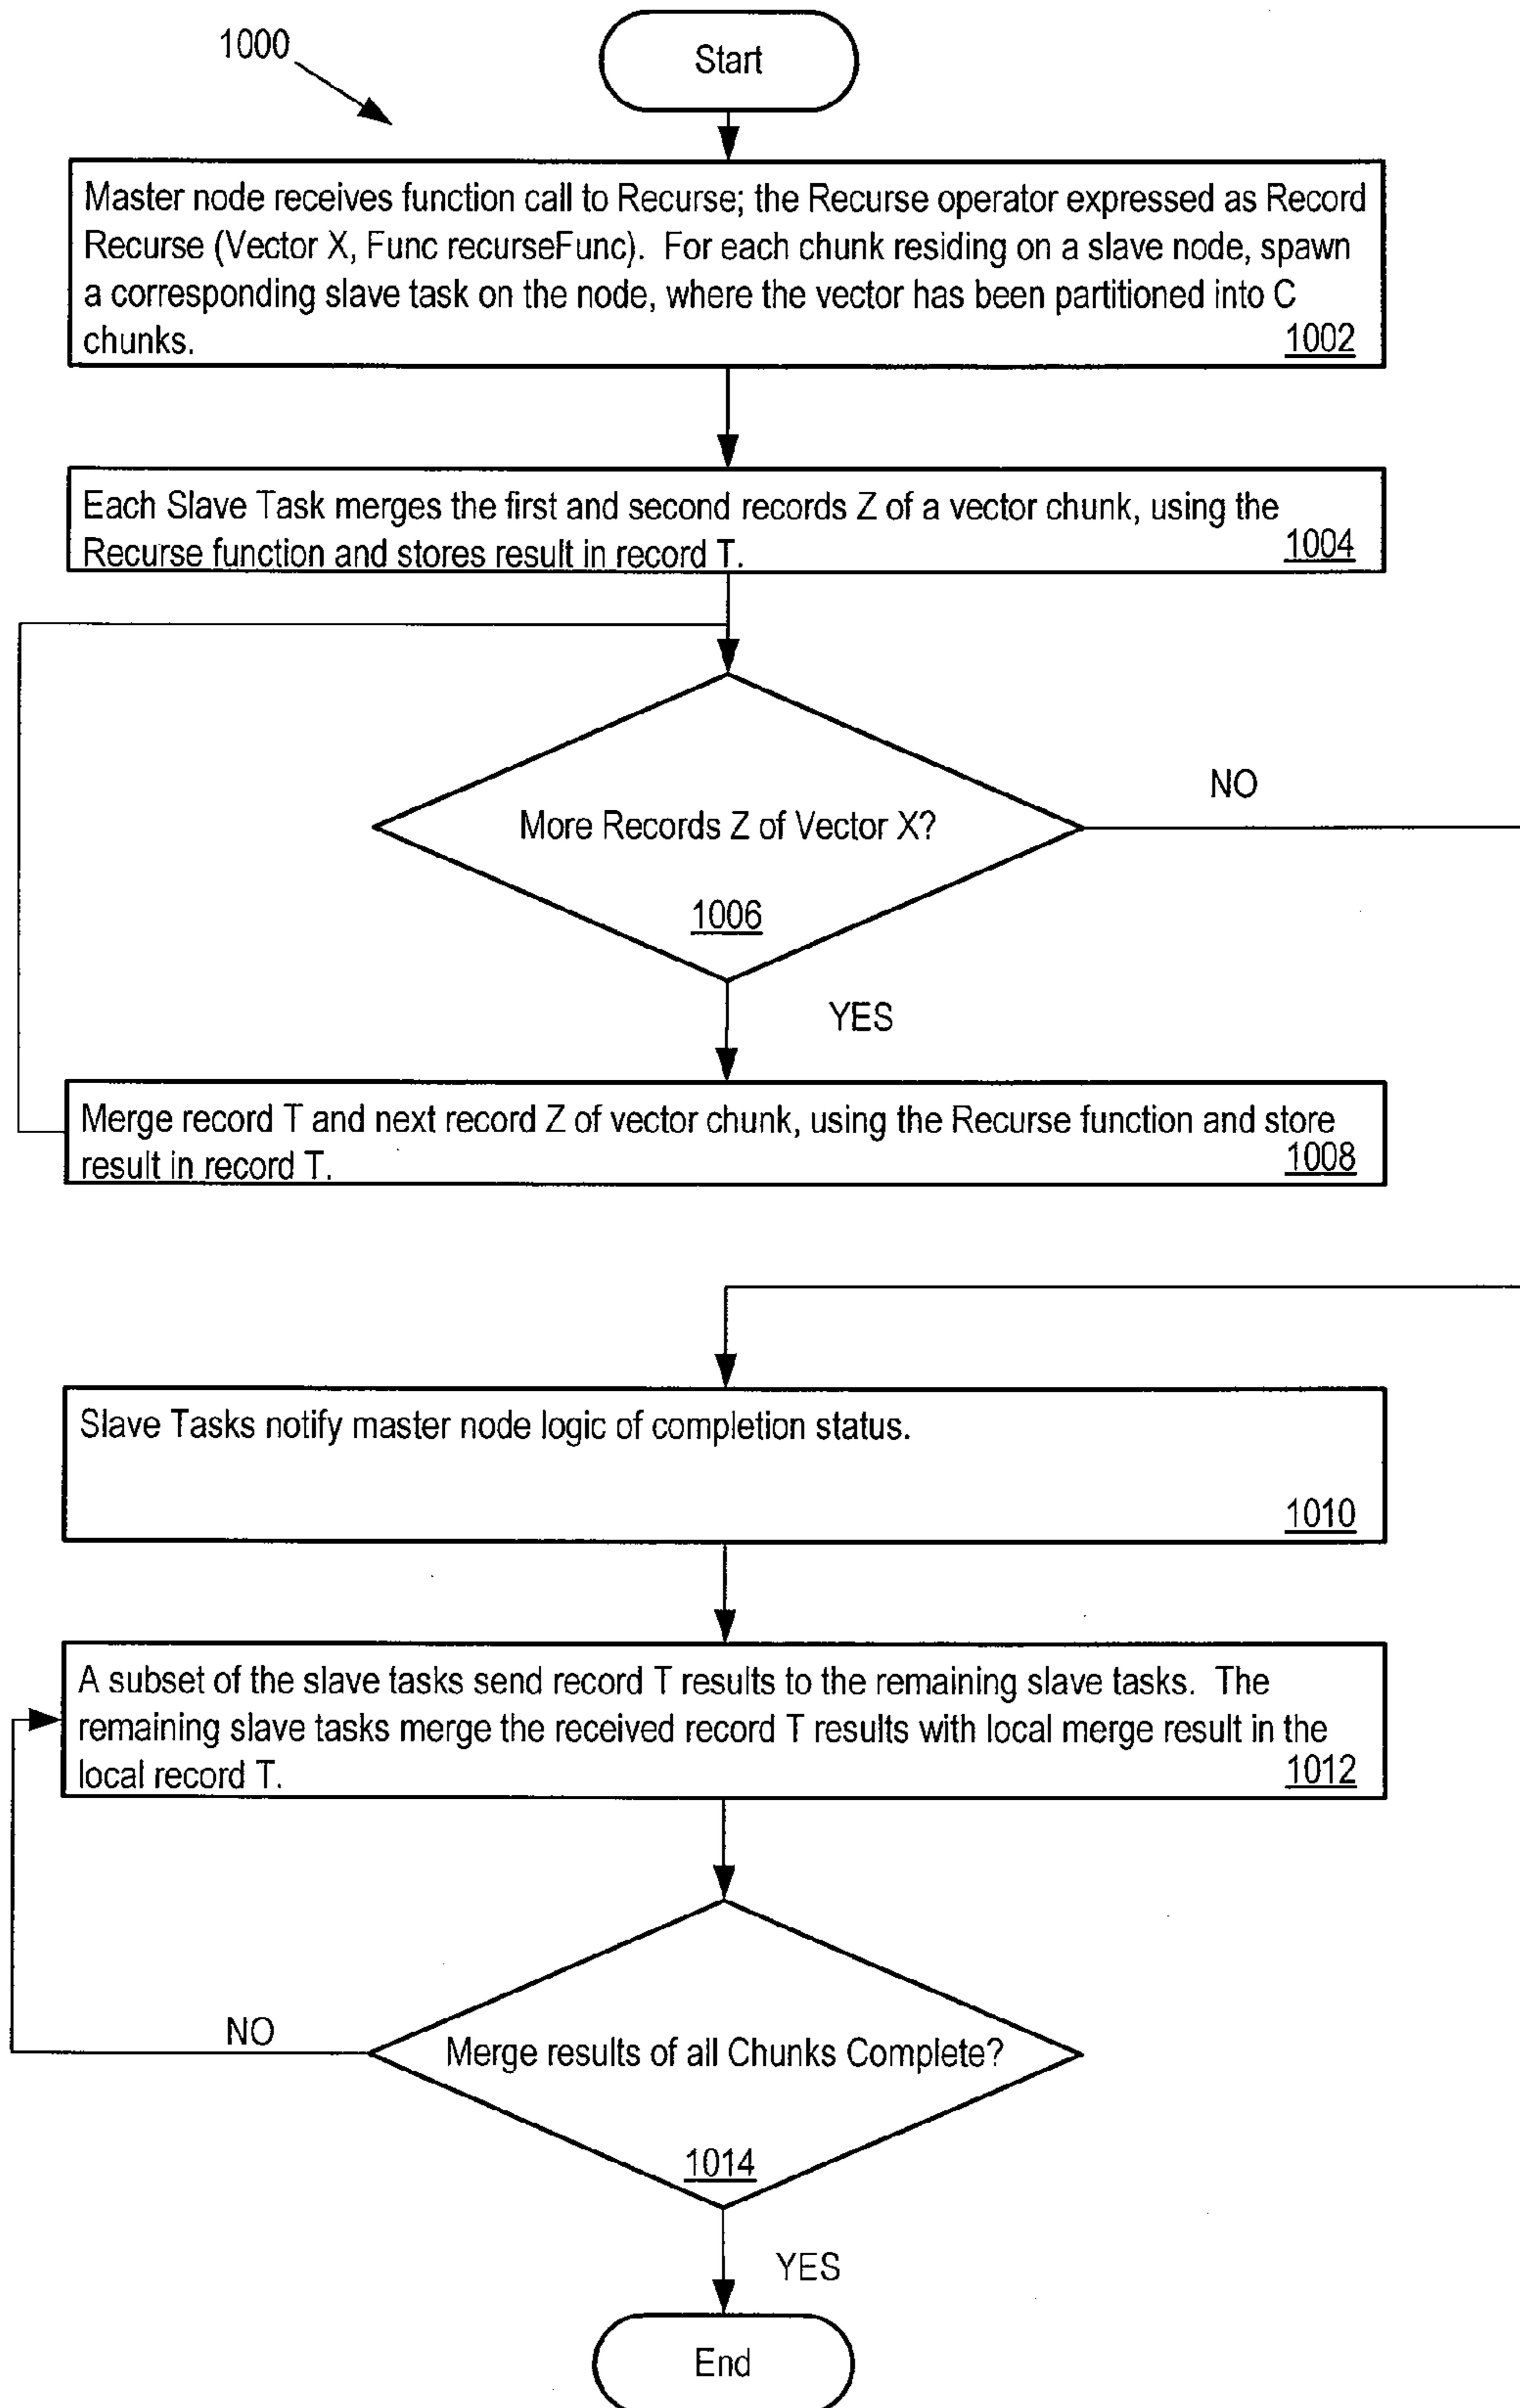 1000
Start
Master node receives function call to Recurse; the Recurse operator expressed as Record
Recurse (Vector X, Func recurseFunc).  For each chunk residing on a slave node, spawn
a corresponding slave task on the node, where the vector has been partitioned into C
chunks.
1002
Each Slave Task merges the first and second records Z of a vector chunk, using the
Recurse function and stores result in record T.
1004
More Records Z of Vector X?
1006
NO
YES
Merge record T and next record Z of vector chunk, using the Recurse function and store
result in record T.
1008
Slave Tasks notify master node logic of completion status.
1010
A subset of the slave tasks send record T results to the remaining slave tasks.  The
remaining slave tasks merge the received record T results with local merge result in the
local record T.
1012
Merge results of all Chunks Complete?
1014
NO
YES
End